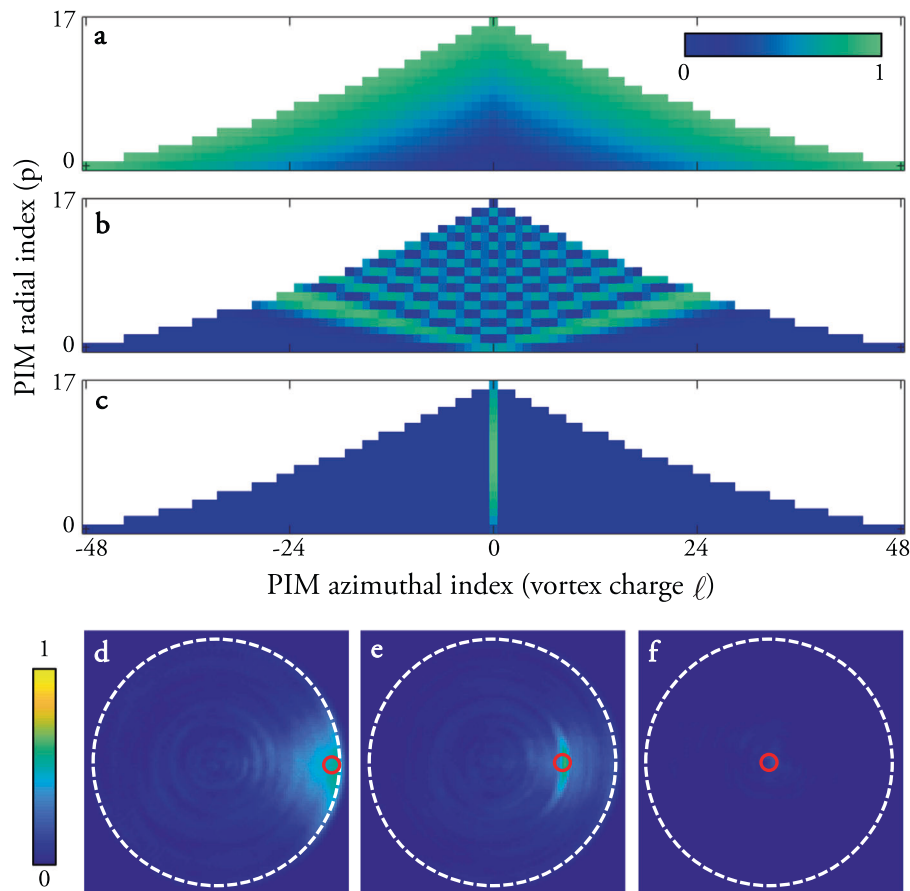 17
a
0 1
0
17
b
0
17
c
0
-48 -24 0 24 48
PIM radial index (p)
PIM azimuthal index (vortex charge ℓ)
1
0
d
e
f